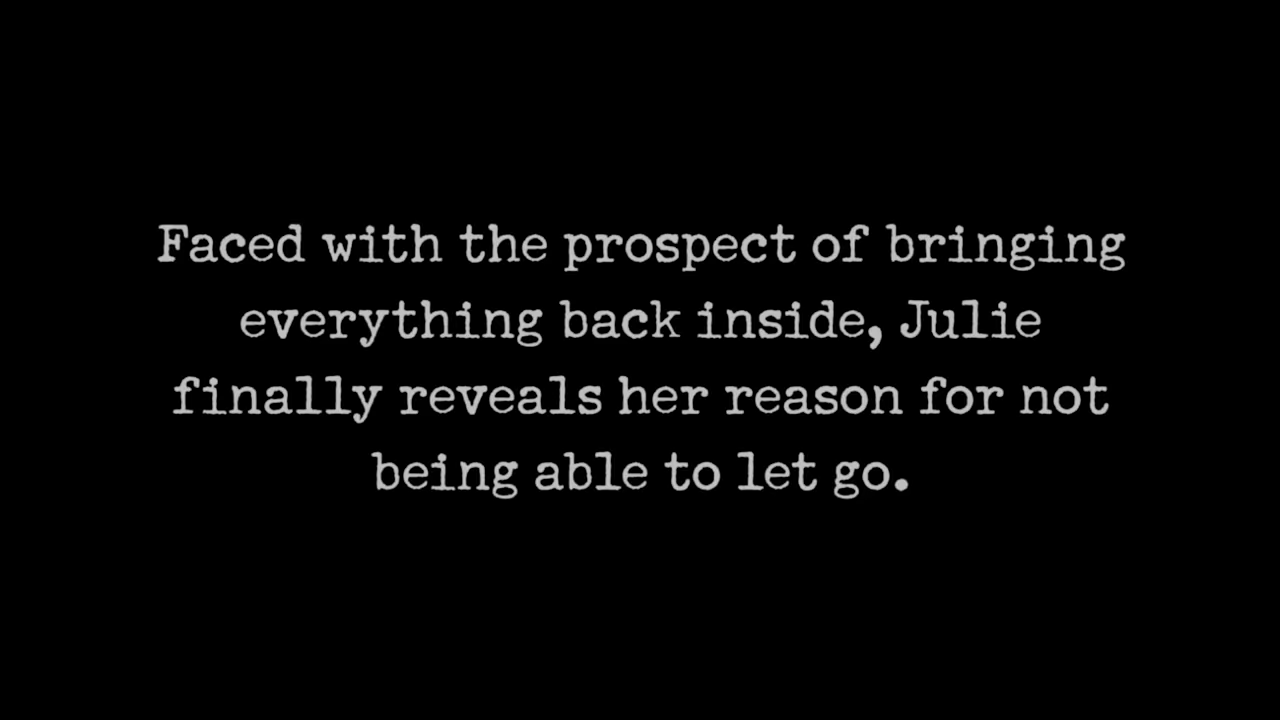 Faced with the prospect of bringing
everything back inside, Julie
finally reveals her reason for not
being able to let go.